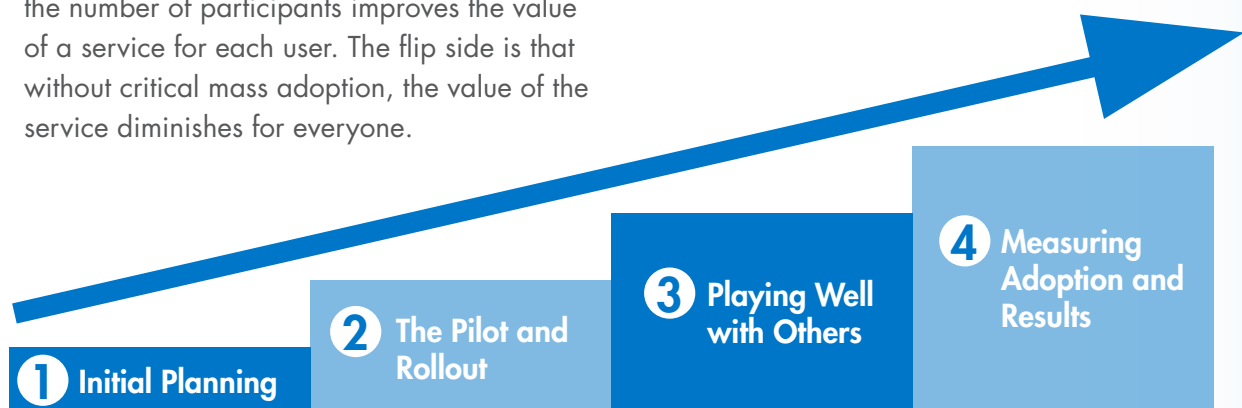 the number of participants improves the value
of a service for each user. The flip side is that
without critical mass adoption, the value of the
service diminishes for everyone.
1 Initial Planning
2 The Pilot and
Rollout
3 Playing Well
with Others
4 Measuring
Adoption and
Results